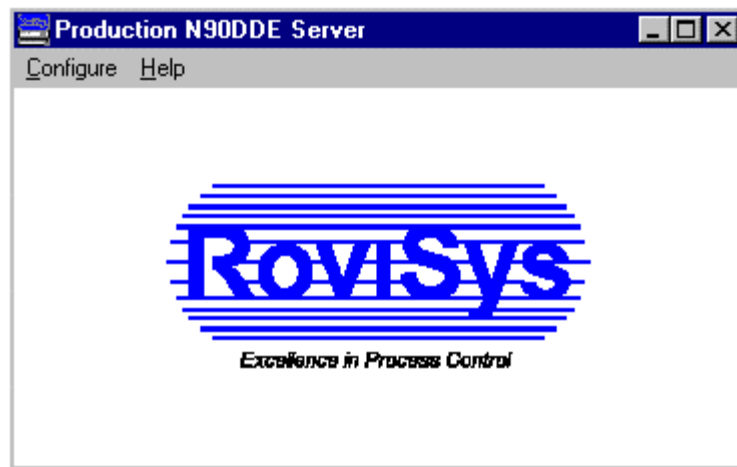 Production N90DDE Server
Configure Help
RoviSys
Excellence in Process Control